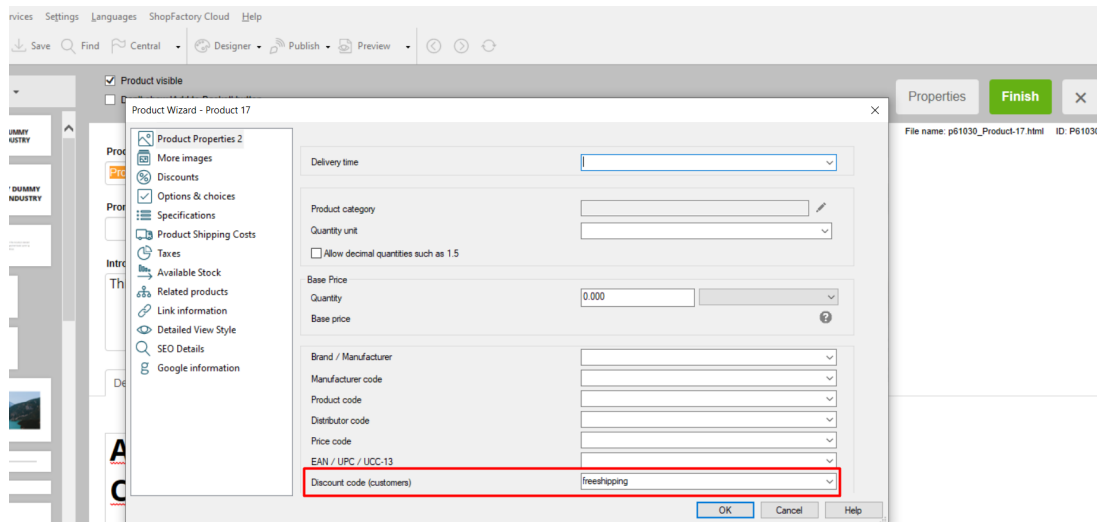 Settings Languages ShopFactory Cloud Help
Save Find Central Designer Publish Preview
Product visible
Properties Finish
Product Wizard - Product 17
File name: p61030_Product-17.html ID: P61030
Product Properties 2
More images
Discounts
Options & choices
Specifications
Product Shipping Costs
Taxes
Available Stock
Related products
Link information
Detailed View Style
SEO Details
Google information
Delivery time
Product category
Quantity unit
Allow decimal quantities such as 1.5
Base Price
Quantity 0.000
Base price
Brand / Manufacturer
Manufacturer code
Product code
Distributor code
Price code
EAN / UPC / UCC-13
Discount code (customers) freeshipping
OK Cancel Help